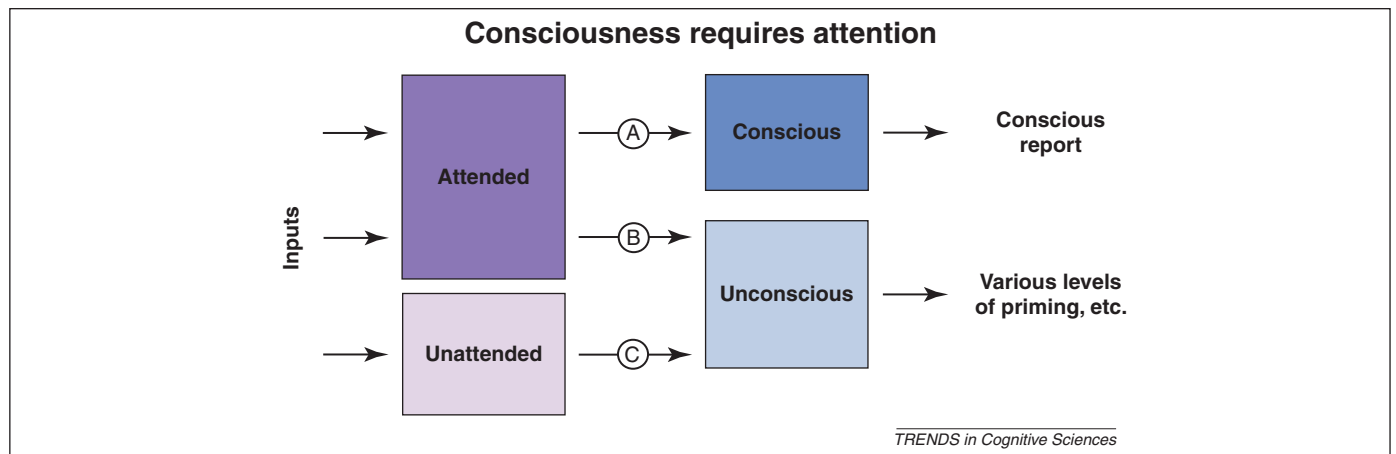 Consciousness requires attention
Inputs
Attended
A
B
Unattended
C
Conscious
Unconscious
Conscious
report
Various levels
of priming, etc.
TRENDS in Cognitive Sciences